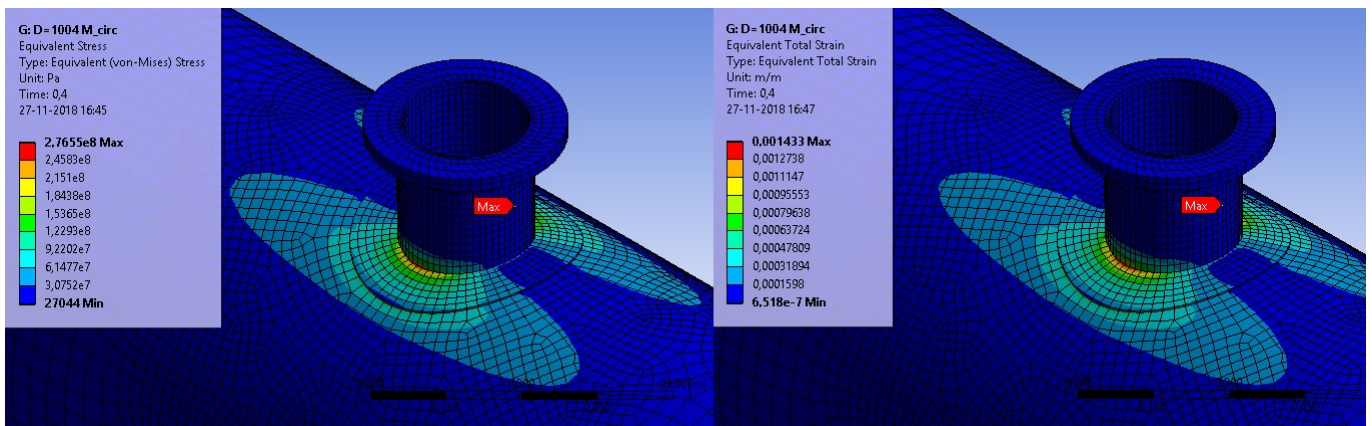 G: D=1004 M_circ
Equivalent Stress
Type: Equivalent (von-Mises) Stress
Unit: Pa
Time: 0,4
27-11-2018 16:45
2,7655e8 Max
2,4583e8
2,151e8
1,8438e8
1,5365e8
1,2293e8
9,2202e7
6,1477e7
3,0752e7
27044 Min
Max
G: D=1004 M_circ
Equivalent Total Strain
Type: Equivalent Total Strain
Unit: m/m
Time: 0,4
27-11-2018 16:47
0,001433 Max
0,0012738
0,0011147
0,00095553
0,00079638
0,00063724
0,00047809
0,00031894
0,0001598
6,518e-7 Min
Max